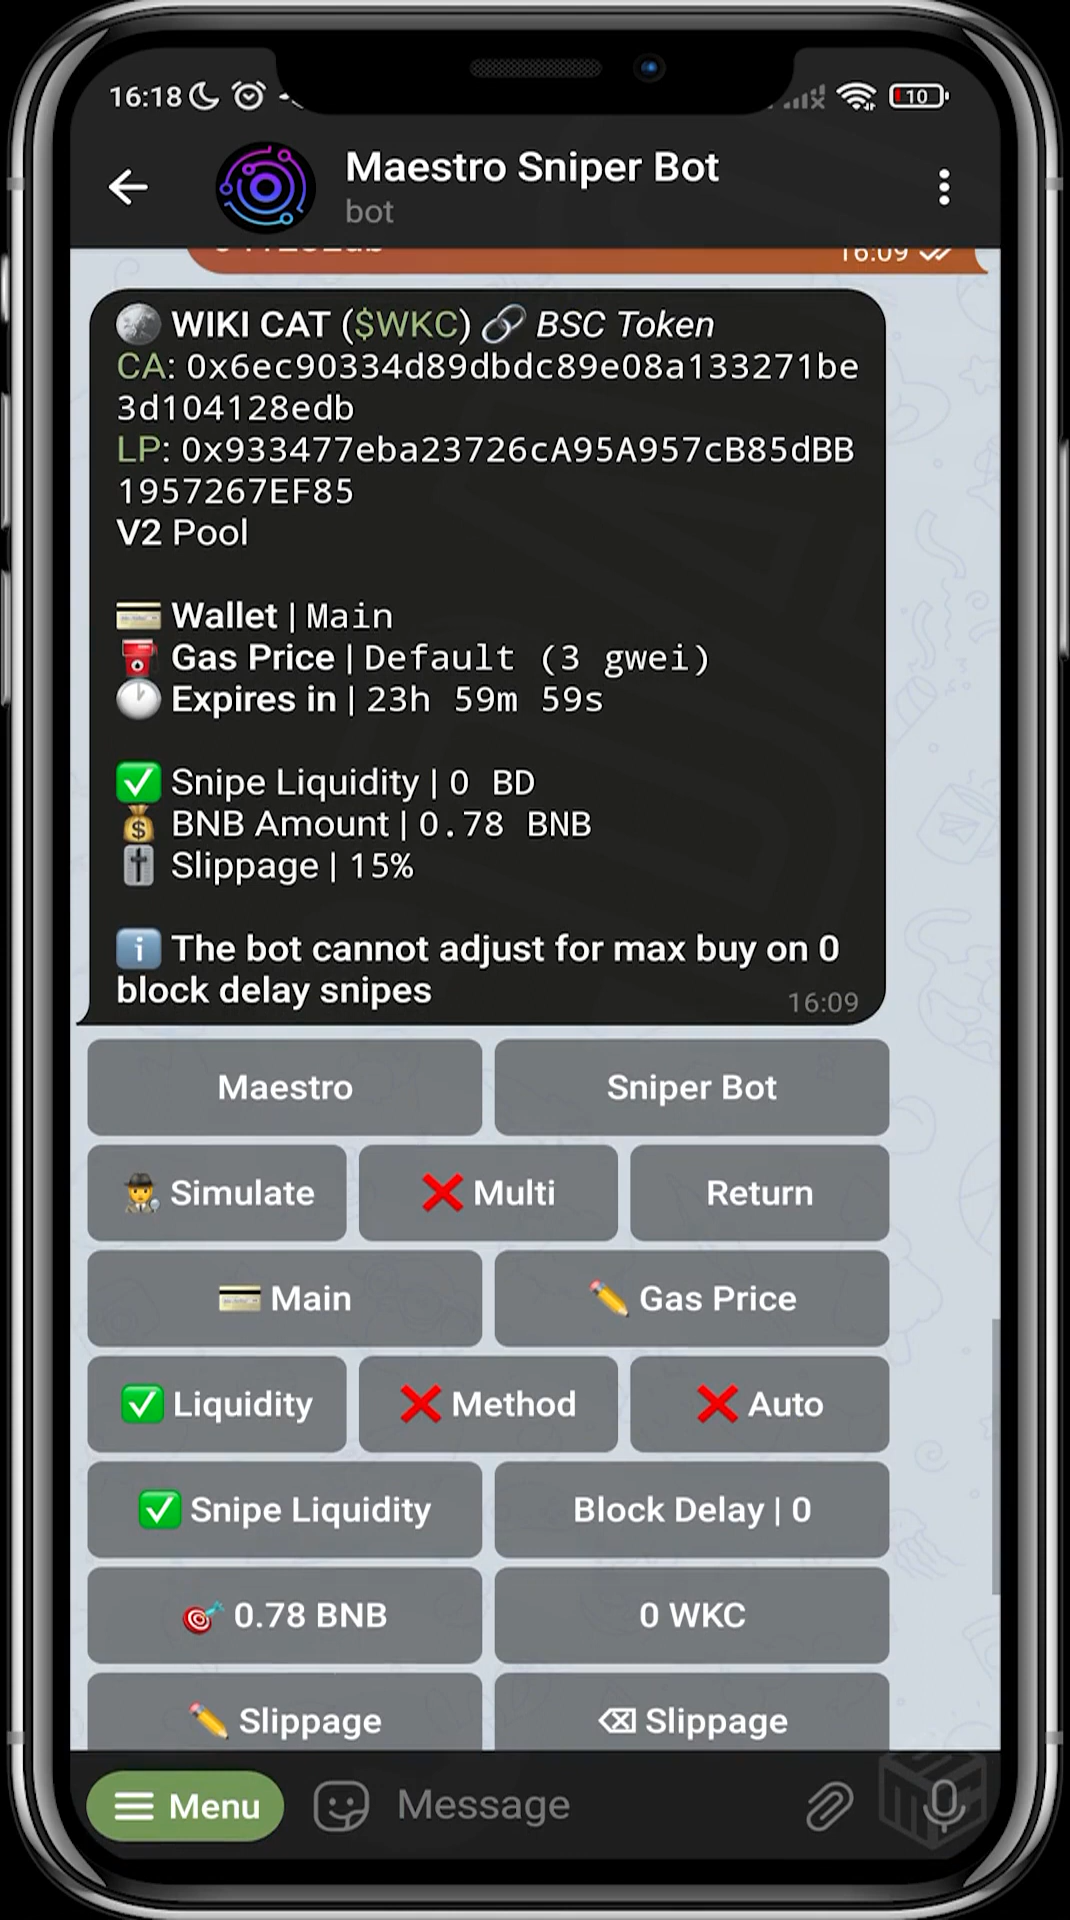 16:18
10
Maestro Sniper Bot
bot
16:09
WIKI CAT ($WKC) BSC Token
CA: 0x6ec90334d89dbdc89e08a133271be
3d104128edb
LP: 0x933477eba23726cA95A957cB85dBB
1957267EF85
V2 Pool
Wallet | Main
Gas Price | Default (3 gwei)
Expires in | 23h 59m 59s
Snipe Liquidity | 0 BD
BNB Amount | 0.78 BNB
Slippage | 15%
The bot cannot adjust for max buy on 0
block delay snipes
16:09
Maestro Sniper Bot
Simulate Multi Return
Main Gas Price
Liquidity Method Auto
Snipe Liquidity Block Delay | 0
0.78 BNB 0 WKC
Slippage Slippage
Menu Message